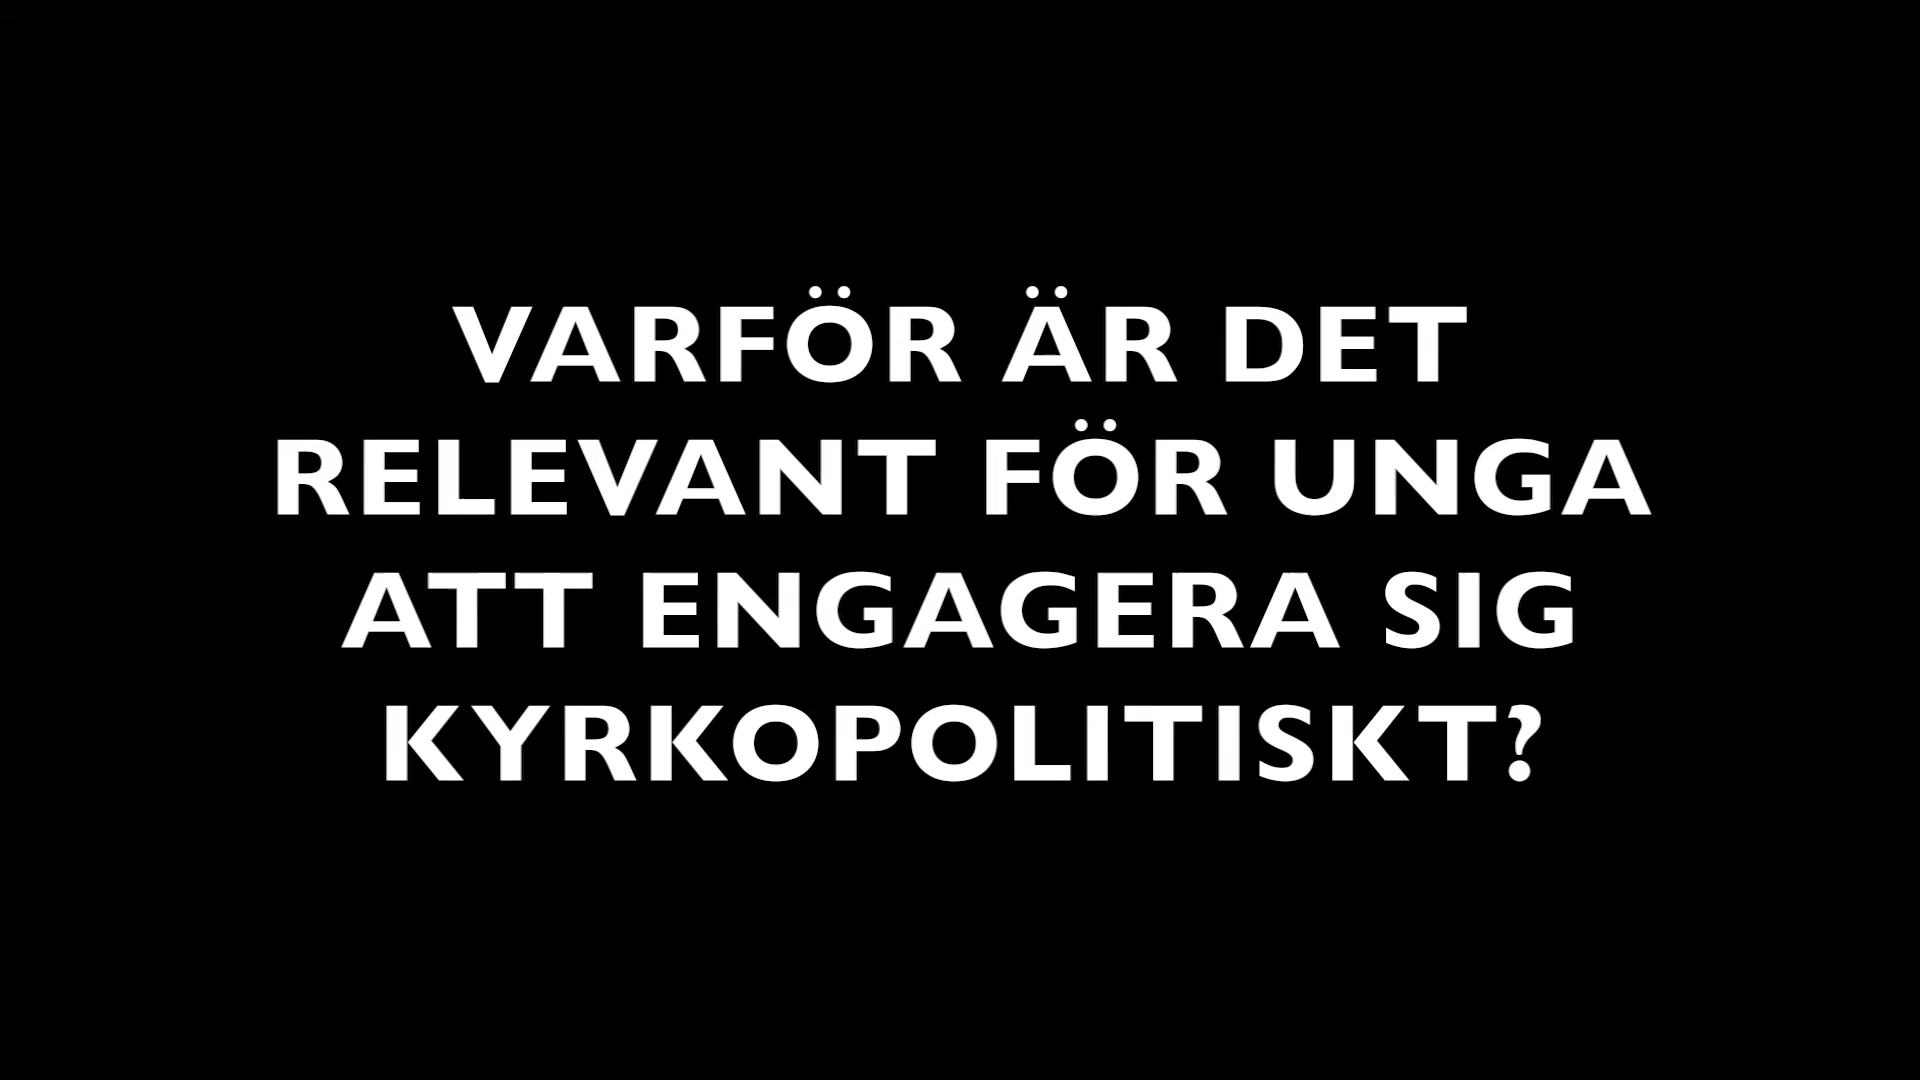 VARFÖR ÄR DET
RELEVANT FÖR UNGA
ATT ENGAGERA SIG
KYRKOPOLITISKT?